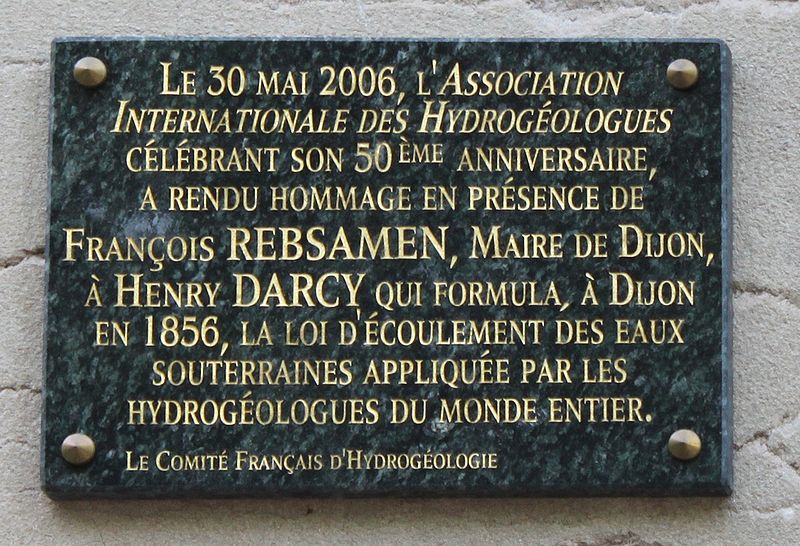 LE 30 MAI 2006, L'ASSOCIATION
INTERNATIONALE DES HYDROGÉOLOGUES
CÉLÉBRANT SON 50ÈME ANNIVERSAIRE,
A RENDU HOMMAGE EN PRÉSENCE DE
FRANÇOIS REBSAMEN, MAIRE DE DIJON,
À HENRY DARCY QUI FORMULA, À DIJON
EN 1856, LA LOI D'ÉCOULEMENT DES EAUX
SOUTERRAINES APPLIQUÉE PAR LES
HYDROGÉOLOGUES DU MONDE ENTIER.
LE COMITÉ FRANÇAIS D'HYDROGÉOLOGIE